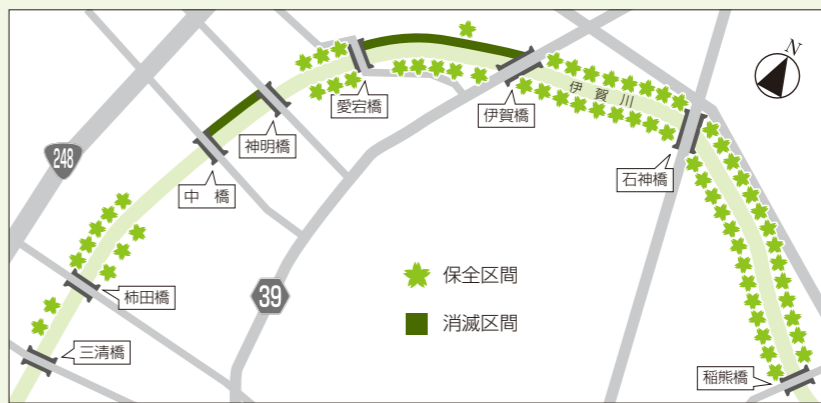 N
伊賀川
愛宕橋
伊賀橋
神明橋
248
石神橋
中 橋
保全区間
39
柿田橋
消滅区間
三清橋
稲熊橋